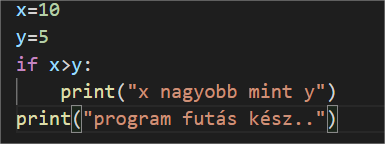 x=10
y=5
if x>y:
    print("x nagyobb mint y")
print("program futás kész..")